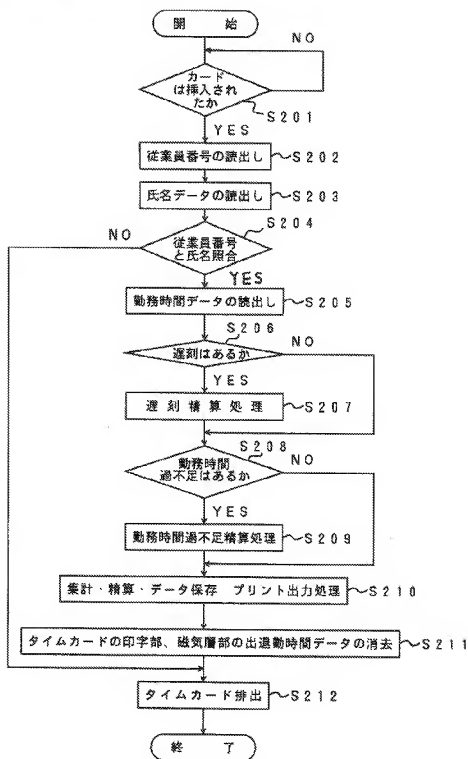 開 始
NO
カード
は挿入され
たか
S201
YES
従業員番号の読出し
S202
氏名データの読出し
S203
S204
NO
従業員番号
と氏名照合
YES
勤務時間データの読出し
S205
S206
遅刻はあるか
NO
YES
遅刻精算処理
S207
S208
勤務時間
過不足はあるか
NO
YES
勤務時間過不足精算処理
S209
集計・精算・データ保存 プリント出力処理
S210
タイムカードの印字部、磁気層部の出退勤時間データの消去
S211
タイムカード排出
S212
終 了